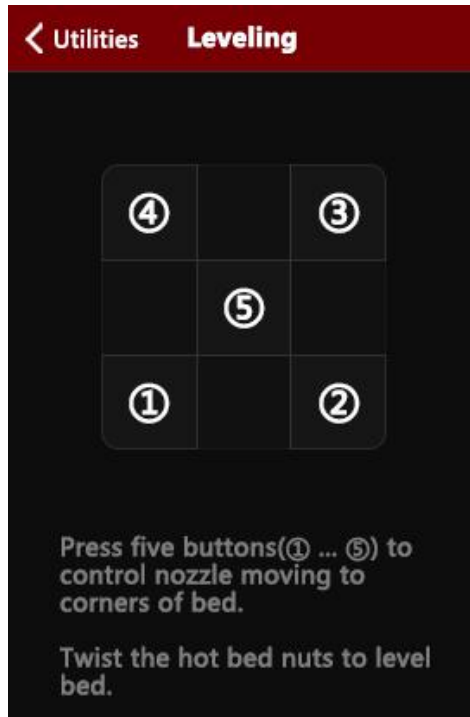 Utilities Leveling
④ ③
⑤
① ②
Press five buttons(① ... ⑤) to
control nozzle moving to
corners of bed.
Twist the hot bed nuts to level
bed.